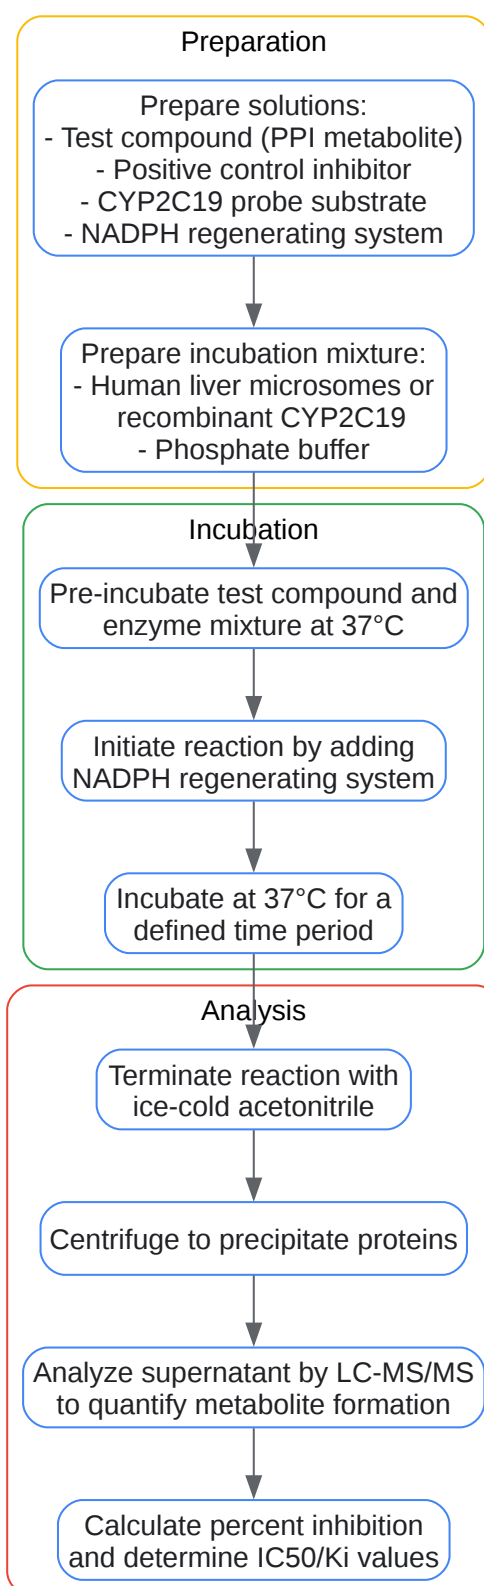 Preparation
Prepare solutions:
- Test compound (PPI metabolite)
- Positive control inhibitor
- CYP2C19 probe substrate
- NADPH regenerating system
Prepare incubation mixture:
- Human liver microsomes or
recombinant CYP2C19
- Phosphate buffer
Incubation
Pre-incubate test compound and
enzyme mixture at 37°C
Initiate reaction by adding
NADPH regenerating system
Incubate at 37°C for a
defined time period
Analysis
Terminate reaction with
ice-cold acetonitrile
Centrifuge to precipitate proteins
Analyze supernatant by LC-MS/MS
to quantify metabolite formation
Calculate percent inhibition
and determine IC50/Ki values